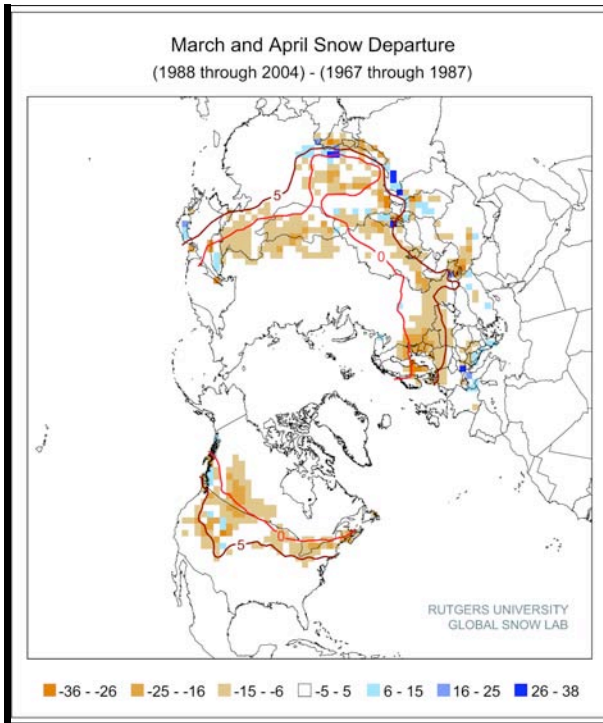 March and April Snow Departure
(1988 through 2004) - (1967 through 1987)
5
0
0
5
RUTGERS UNIVERSITY
GLOBAL SNOW LAB
-36 - -26 -25 - -16 -15 - -6 -5 - 5 6 - 15 16 - 25 26 - 38